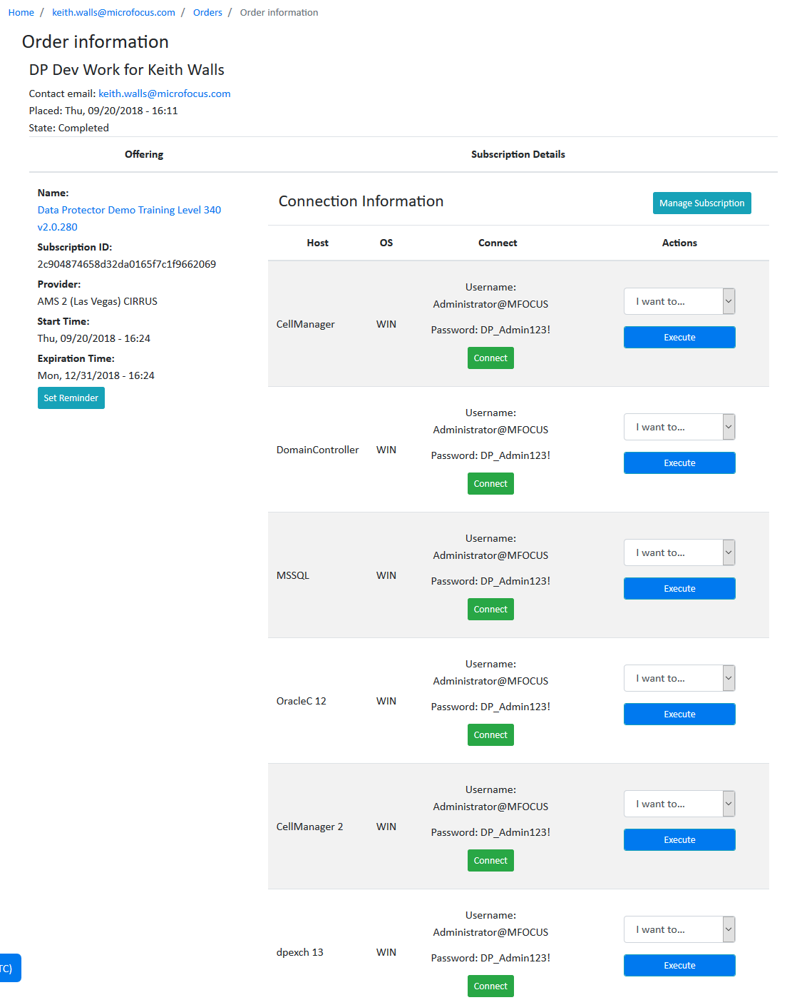 Home / keith.walls@microfocus.com / Orders / Order information
Order information
DP Dev Work for Keith Walls
Contact email: keith.walls@microfocus.com
Placed: Thu, 09/20/2018 - 16:11
State: Completed
Offering Subscription Details
Name:
Data Protector Demo Training Level 340
v2.0.280
Subscription ID:
2c904874658d32da0165f7c1f9662069
Provider:
AMS 2 (Las Vegas) CIRRUS
Start Time:
Thu, 09/20/2018 - 16:24
Expiration Time:
Mon, 12/31/2018 - 16:24
Set Reminder
Connection Information Manage Subscription
Host OS Connect Actions
Username:
Administrator@MFOCUS
I want to...
CellManager WIN
Password: DP_Admin123!
Execute
Connect
Username:
Administrator@MFOCUS
I want to...
DomainController WIN
Password: DP_Admin123!
Execute
Connect
Username:
Administrator@MFOCUS
I want to...
MSSQL WIN
Password: DP_Admin123!
Execute
Connect
Username:
Administrator@MFOCUS
I want to...
OracleC 12 WIN
Password: DP_Admin123!
Execute
Connect
Username:
Administrator@MFOCUS
I want to...
CellManager 2 WIN
Password: DP_Admin123!
Execute
Connect
Username:
Administrator@MFOCUS
I want to...
dpexch 13 WIN
Password: DP_Admin123!
Execute
Connect
TC)